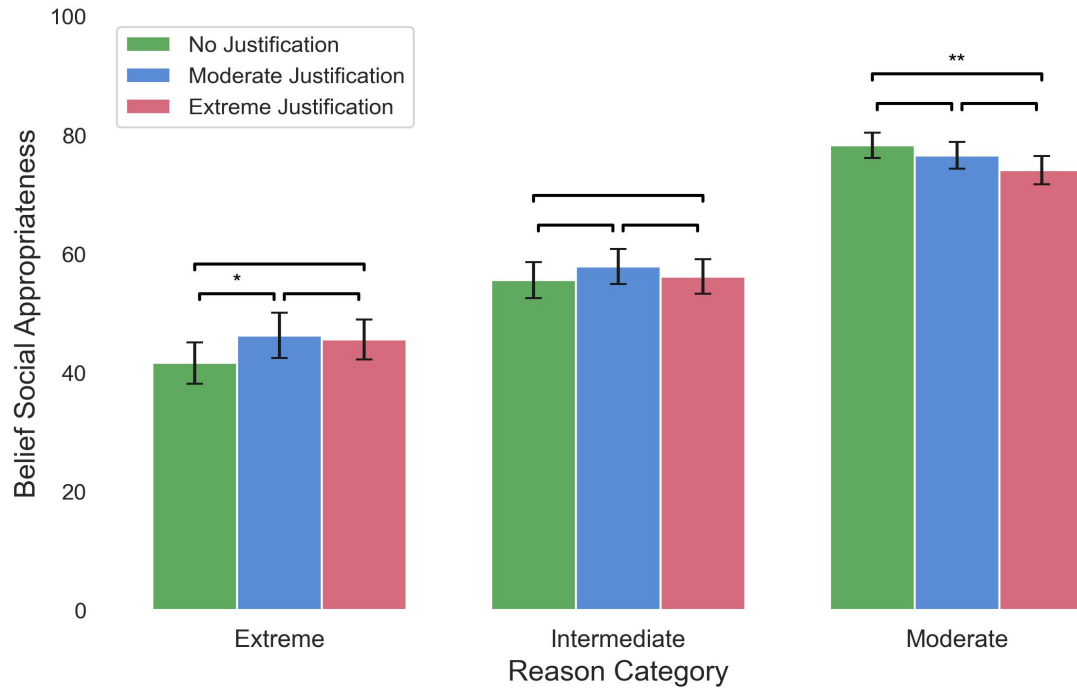 100
No Justification
Moderate Justification
Extreme Justification
**
80
60
*
40
20
0
Belief Social Appropriateness
Extreme
Intermediate
Moderate
Reason Category